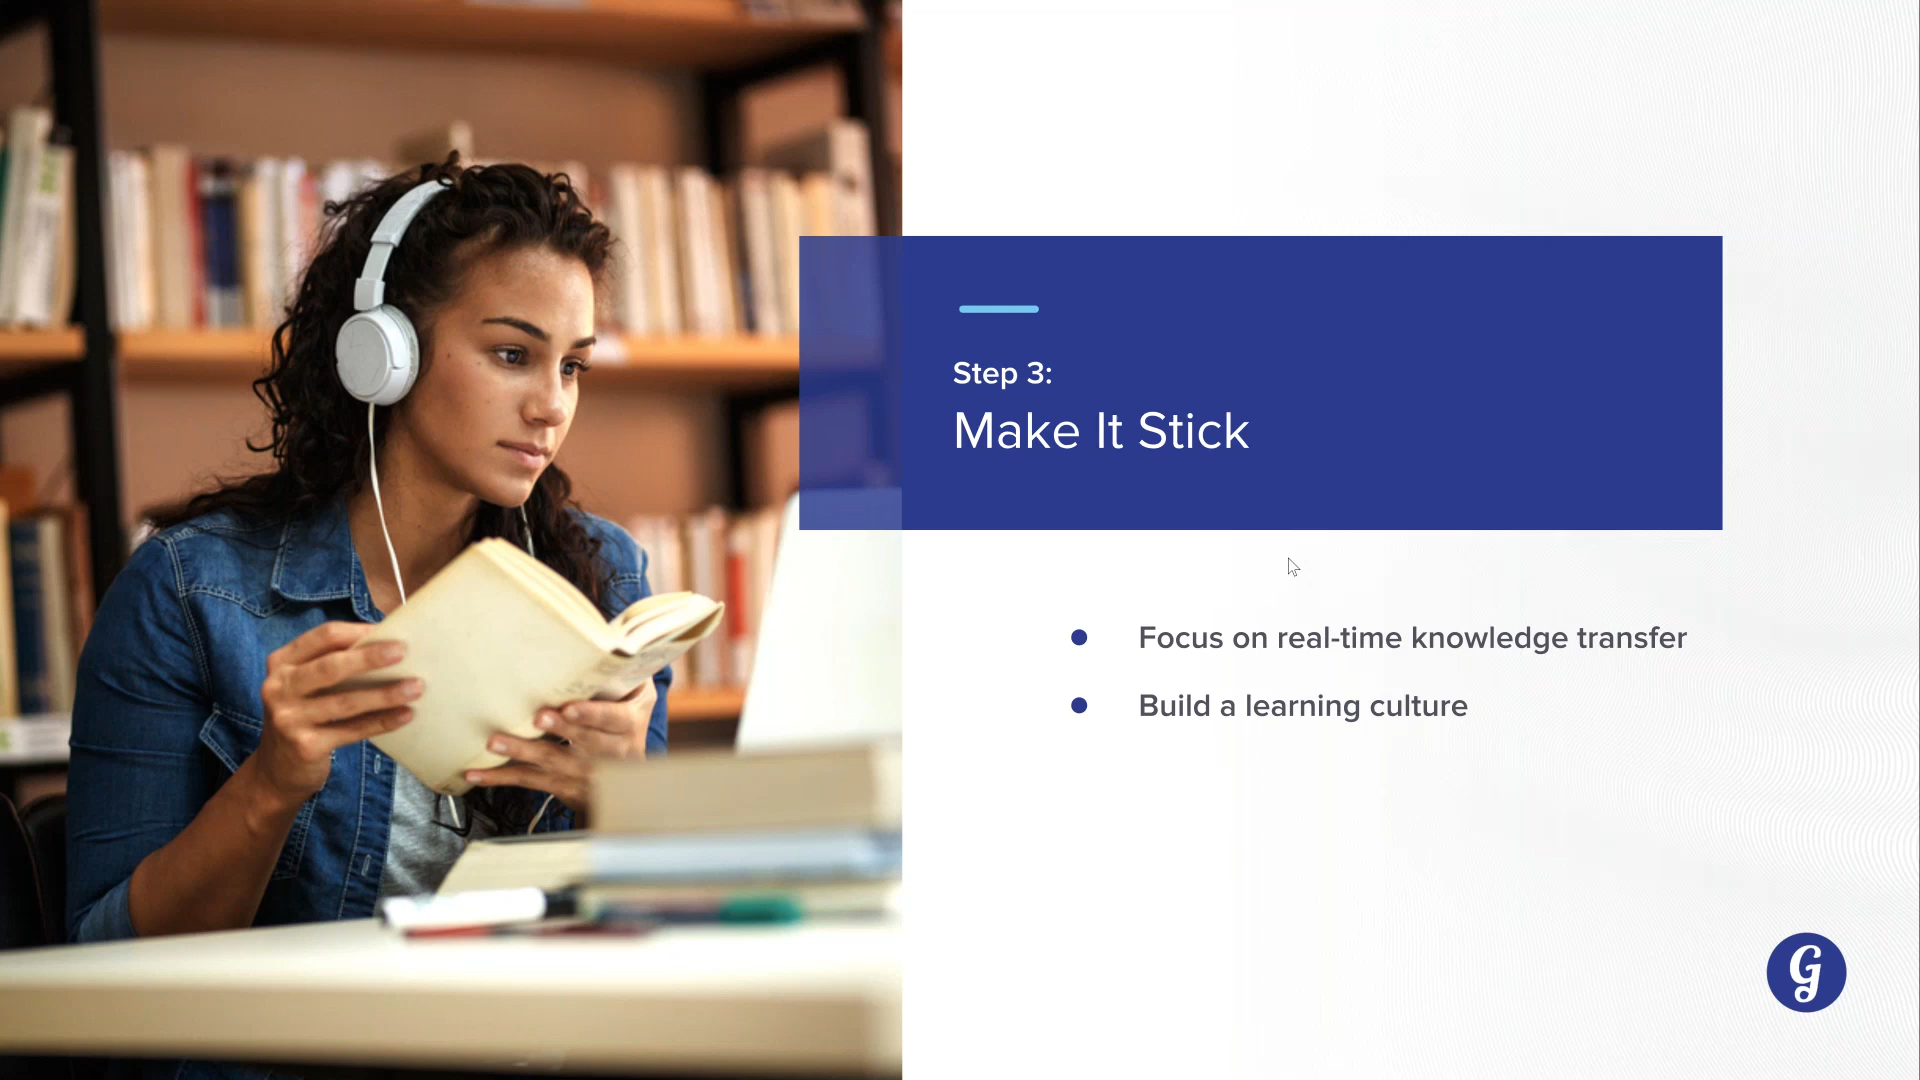 Step 3:
Make It Stick
Focus on real-time knowledge transfer
Build a learning culture
G